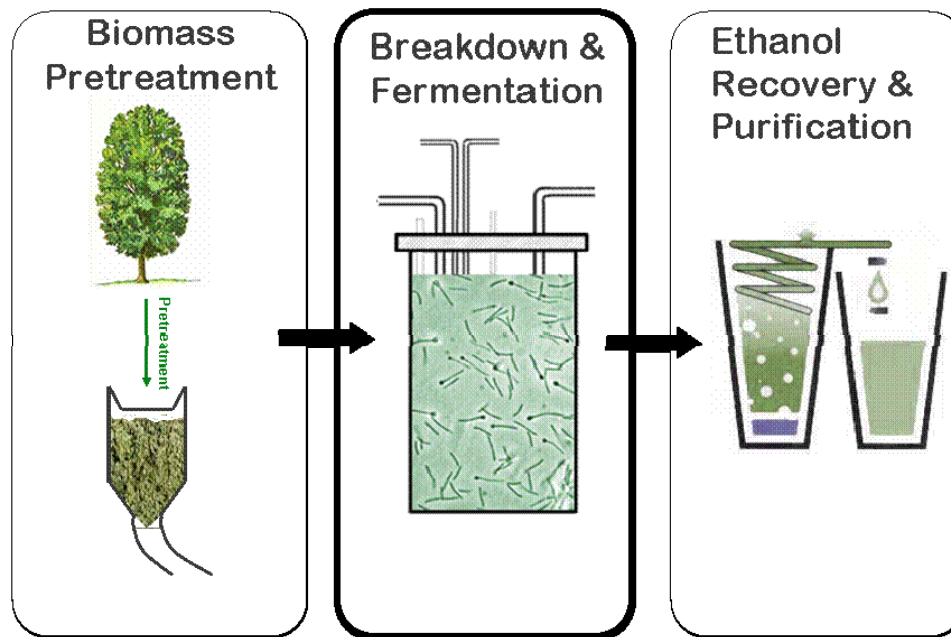 Biomass
Pretreatment
Pretreatment
Breakdown &
Fermentation
Ethanol
Recovery &
Purification